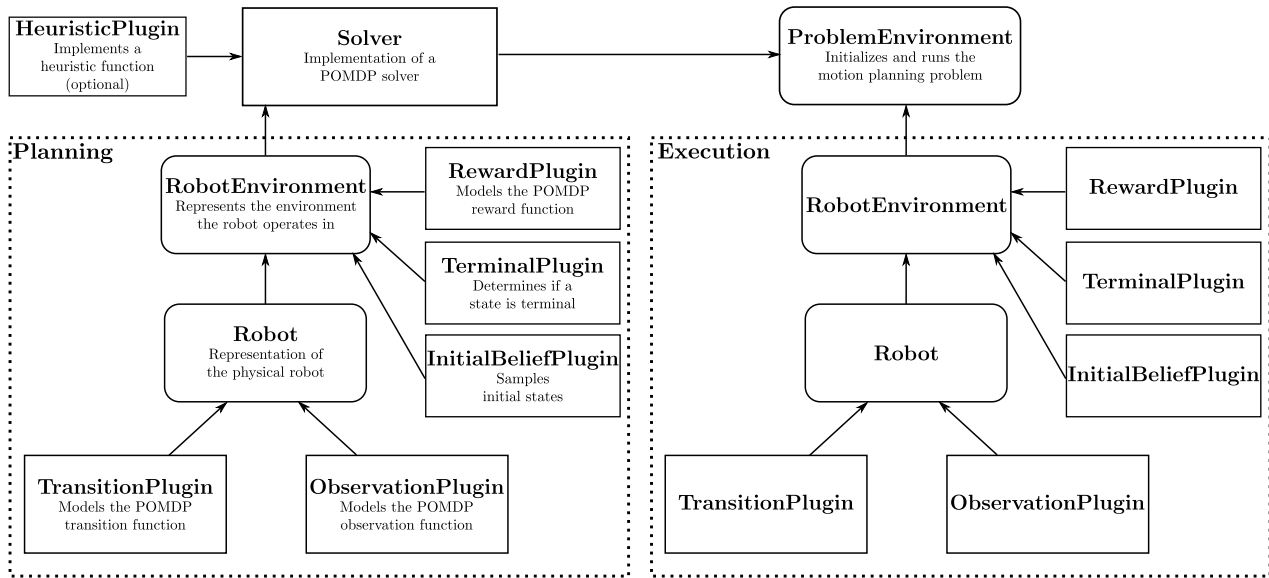 HeuristicPlugin
Implements a
heuristic function
(optional)
Solver
Implementation of a
POMDP solver
ProblemEnvironment
Initializes and runs the
motion planning problem
Planning
RobotEnvironment
Represents the environment
the robot operates in
RewardPlugin
Models the POMDP
reward function
TerminalPlugin
Determines if a
state is terminal
Robot
Representation of
the physical robot
InitialBeliefPlugin
Samples
initial states
TransitionPlugin
Models the POMDP
transition function
ObservationPlugin
Models the POMDP
observation function
Execution
RobotEnvironment
RewardPlugin
TerminalPlugin
Robot
InitialBeliefPlugin
TransitionPlugin
ObservationPlugin